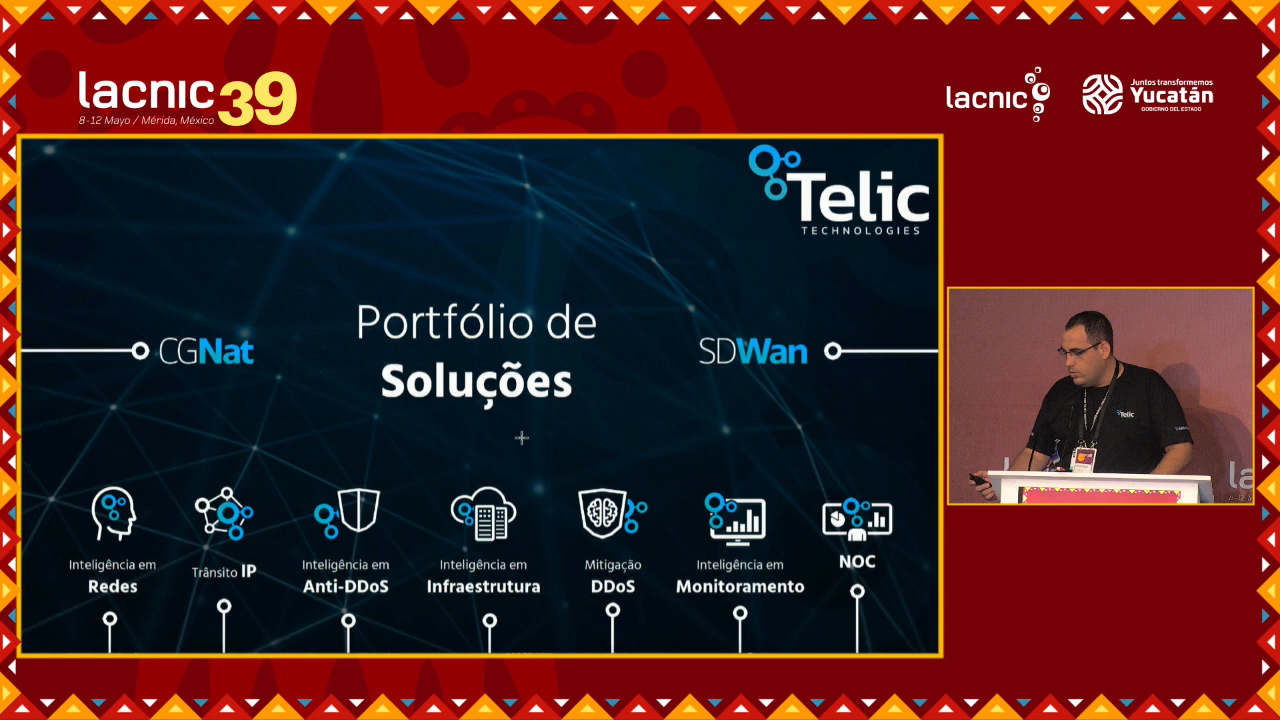 lacnic 39
8-12 Mayo / Mérida, México
lacnic
Juntos transformemos
Yucatán
GOBIERNO DEL ESTADO
Telic
TECHNOLOGIES
Portfólio de
Soluções
CGNat
SDWan
Inteligência em
Redes
Trânsito IP
Inteligência em
Anti-DDoS
Inteligência em
Infraestrutura
Mitigação
DDoS
Inteligência em
Monitoramento
NOC
Telic